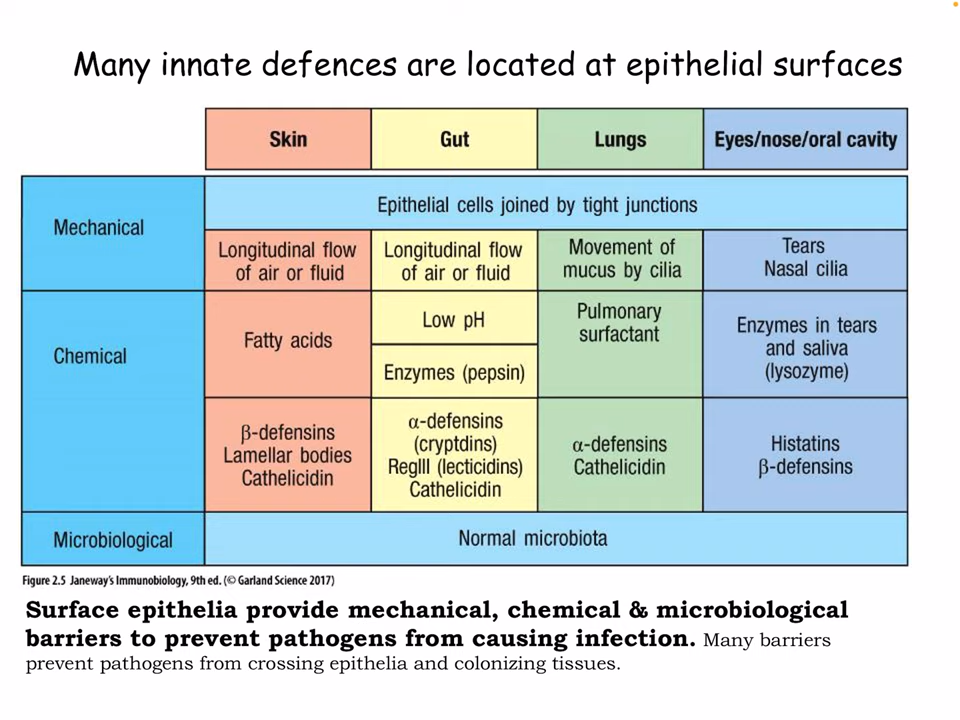 Many innate defences are located at epithelial surfaces
Skin
Gut
Lungs
Eyes/nose/oral cavity
Mechanical
Epithelial cells joined by tight junctions
Longitudinal flow
of air or fluid
Longitudinal flow
of air or fluid
Movement of
mucus by cilia
Tears
Nasal cilia
Chemical
Fatty acids
Low pH
Enzymes (pepsin)
Pulmonary
surfactant
Enzymes in tears
and saliva
(lysozyme)
β-defensins
Lamellar bodies
Cathelicidin
α-defensins
(cryptdins)
RegIII (lecticidins)
Cathelicidin
α-defensins
Cathelicidin
Histatins
β-defensins
Microbiological
Normal microbiota
Figure 2.5 Janeway's Immunobiology, 9th ed. (© Garland Science 2017)
Surface epithelia provide mechanical, chemical & microbiological
barriers to prevent pathogens from causing infection. Many barriers
prevent pathogens from crossing epithelia and colonizing tissues.